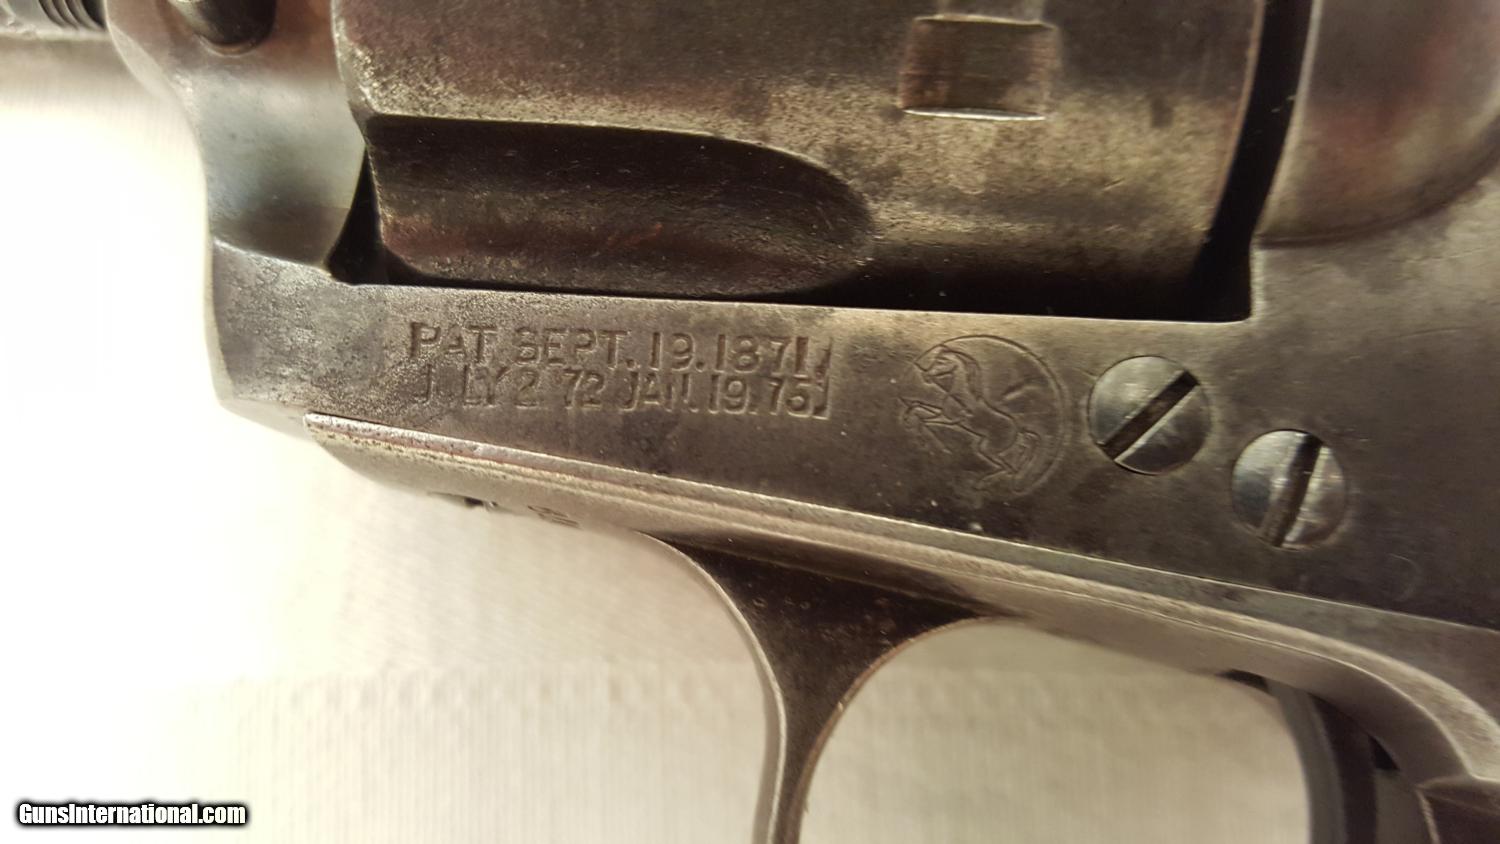 PAT. SEPT. 19. 1871.
JULY 2. 72 JAN. 19. 75.
GunsInternational.com